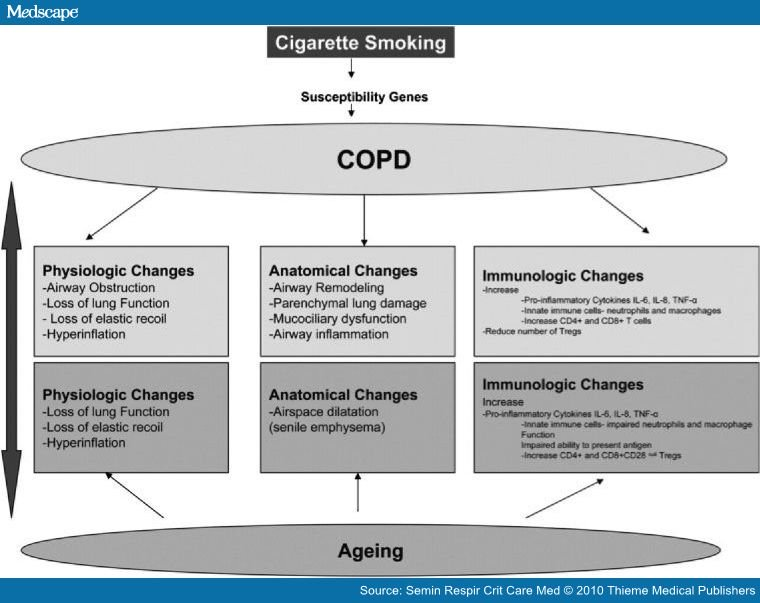 Medscape®
Cigarette Smoking
Susceptibility Genes
COPD
Physiologic Changes
-Airway Obstruction
-Loss of lung Function
- Loss of elastic recoil
-Hyperinflation
Anatomical Changes
-Airway Remodeling
-Parenchymal lung damage
-Mucociliary dysfunction
-Airway inflammation
Immunologic Changes
-Increase
-Pro-inflammatory Cytokines IL-6, IL-8, TNF-α
-Innate immune cells- neutrophils and macrophages
-Increase CD4+ and CD8+ T cells
-Reduce number of Tregs
Physiologic Changes
-Loss of lung Function
-Loss of elastic recoil
-Hyperinflation
Anatomical Changes
-Airspace dilatation
(senile emphysema)
Immunologic Changes
Increase
-Pro-inflammatory Cytokines IL-6, IL-8, TNF-α
-Innate immune cells- impaired neutrophils and macrophage
Function
Impaired ability to present antigen
-Increase CD4+ and CD8+CD28 null Tregs
Ageing
Source: Semin Respir Crit Care Med © 2010 Thieme Medical Publishers